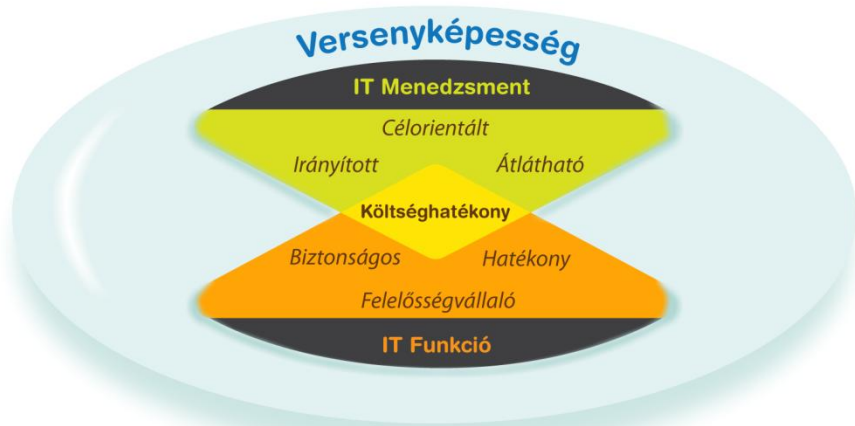 Versenyképesség
IT Menedzsment
Célorientált
Irányított Átlátható
Költséghatékony
Biztonságos Hatékony
Felelősségvállaló
IT Funkció